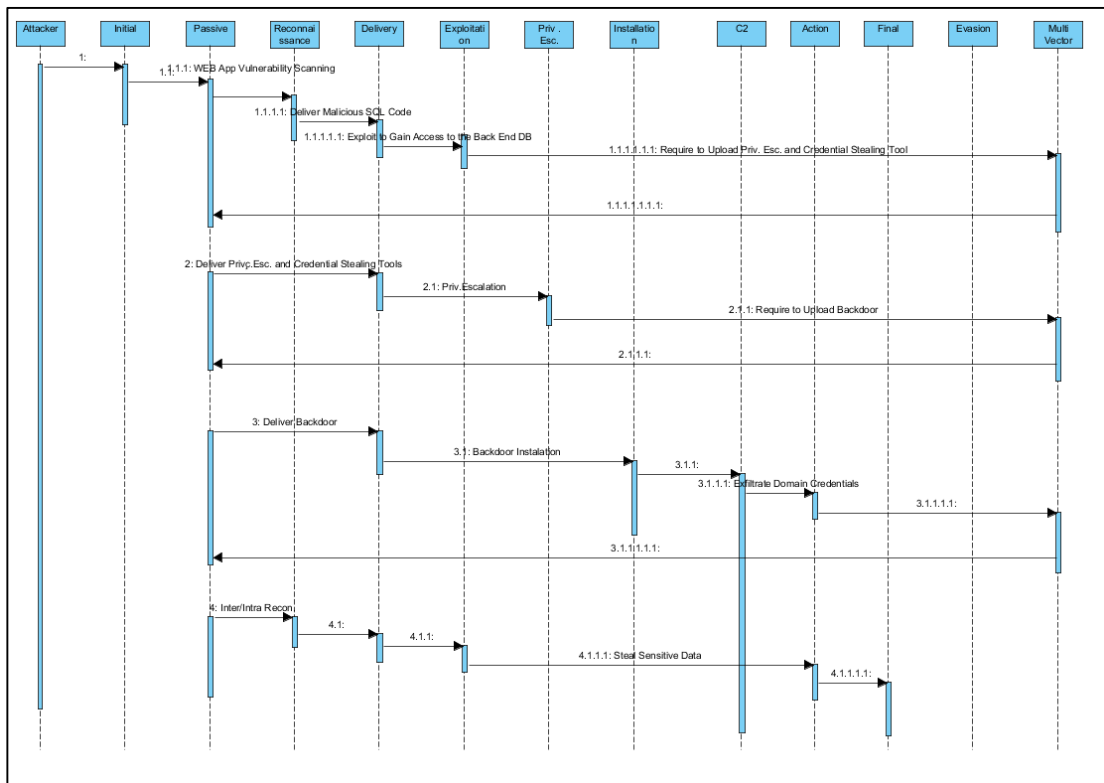 Attacker
Initial
Passive
Reconnai
ssance
Delivery
Exploitati
on
Priv .
Esc.
Installatio
n
C2
Action
Final
Evasion
Multi
Vector
1:
1.1:
1.1.1: WEB App Vulnerability Scanning
1.1.1.1: Deliver Malicious SQL Code
1.1.1.1.1: Exploit to Gain Access to the Back End DB
1.1.1.1.1.1: Require to Upload Priv. Esc. and Credential Stealing Tool
1.1.1.1.1.1.1:
2: Deliver Privç.Esc. and Credential Stealing Tools
2.1: Priv.Escalation
2.1.1: Require to Upload Backdoor
2.1.1.1:
3: Deliver Backdoor
3.1: Backdoor Instalation
3.1.1:
3.1.1.1: Exfiltrate Domain Credentials
3.1.1.1.1:
3.1.1.1.1.1:
4: Inter/Intra Recon.
4.1:
4.1.1:
4.1.1.1: Steal Sensitive Data
4.1.1.1.1: